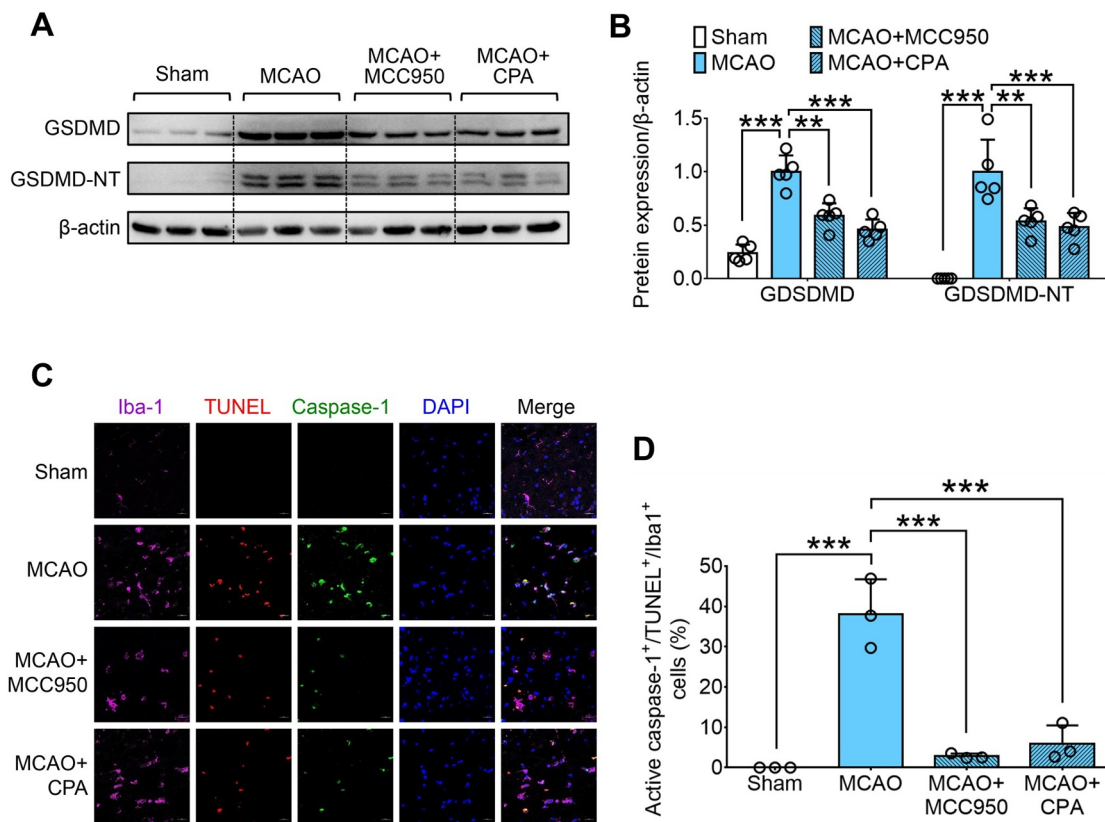 A
Sham
MCAO
MCAO+
MCC950
MCAO+
CPA
GSDMD
GSDMD-NT
β-actin
B
Sham
MCAO
MCAO+MCC950
MCAO+CPA
Pretein expression/β-actin
1.5
1.0
0.5
0.0
***
**
***
***
**
***
GDSDMD
GDSDMD-NT
C
Iba-1
TUNEL
Caspase-1
DAPI
Merge
Sham
MCAO
MCAO+
MCC950
MCAO+
CPA
D
Active caspase-1+/TUNEL+/Iba1+
cells (%)
50
40
30
20
10
0
***
***
***
Sham
MCAO
MCAO+
MCC950
MCAO+
CPA